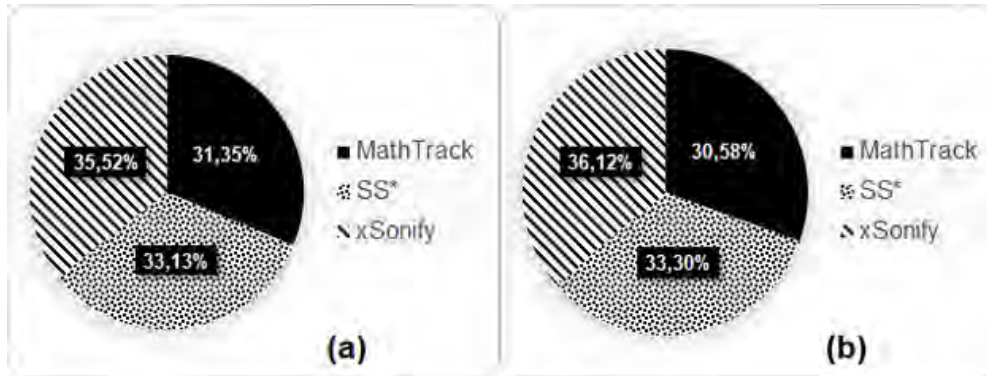 35,52%
31,35%
33,13%
MathTrack
SS*
xSonify
(a)
36,12%
30,58%
33,30%
MathTrack
SS*
xSonify
(b)